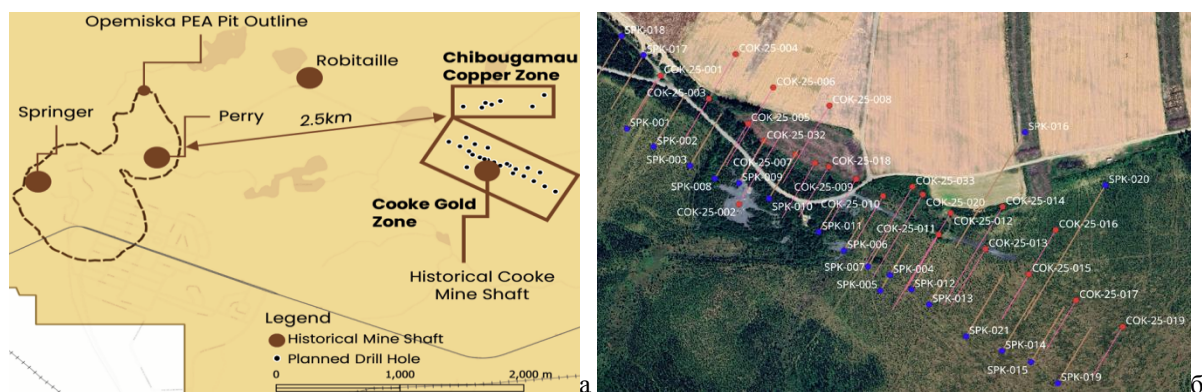 Opemiska PEA Pit Outline
Robitaille
Chibougamau
Copper Zone
Springer
Perry
2.5km
Cooke Gold
Zone
Historical Cooke
Mine Shaft
Legend
Historical Mine Shaft
Planned Drill Hole
0 1,000 2,000 m
а
SPK-018
SPK-017
COK-25-004
COK-25-001
COK-25-006
COK-25-003
COK-25-008
SPK-001
COK-25-005
SPK-016
SPK-002
COK-25-032
SPK-003
COK-25-007
COK-25-018
SPK-008
SPK-009
COK-25-009
SPK-020
COK-25-033
COK-25-002
SPK-010
COK-25-010
COK-25-020
COK-25-014
SPK-011
COK-25-012
COK-25-011
COK-25-016
SPK-006
COK-25-013
SPK-007
SPK-004
COK-25-015
SPK-005
SPK-012
SPK-013
COK-25-017
SPK-021
COK-25-019
SPK-014
SPK-015
SPK-019
б